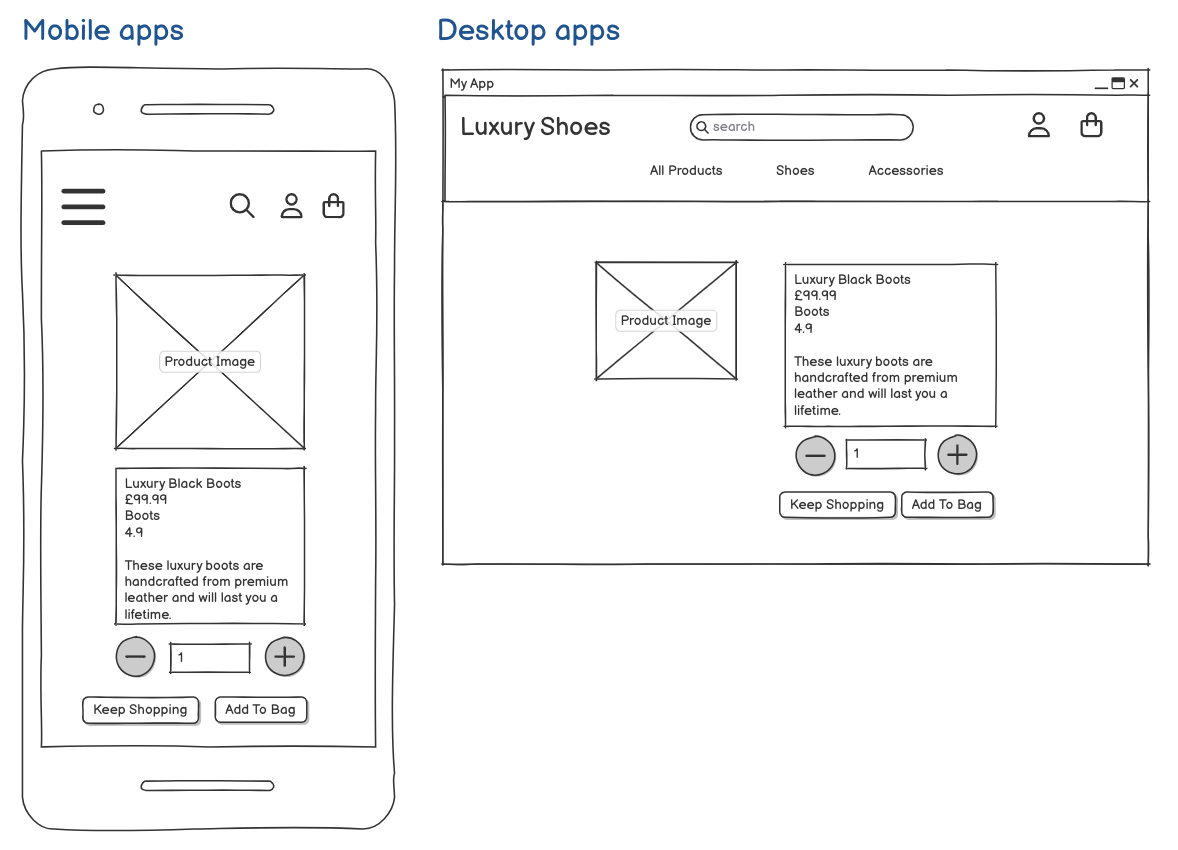 Mobile apps
Product Image
Luxury Black Boots
£99.99
Boots
4.9
These luxury boots are
handcrafted from premium
leather and will last you a
lifetime.
1
Keep Shopping
Add To Bag
Desktop apps
My App
Luxury Shoes
search
All Products
Shoes
Accessories
Product Image
Luxury Black Boots
£99.99
Boots
4.9
These luxury boots are
handcrafted from premium
leather and will last you a
lifetime.
1
Keep Shopping
Add To Bag